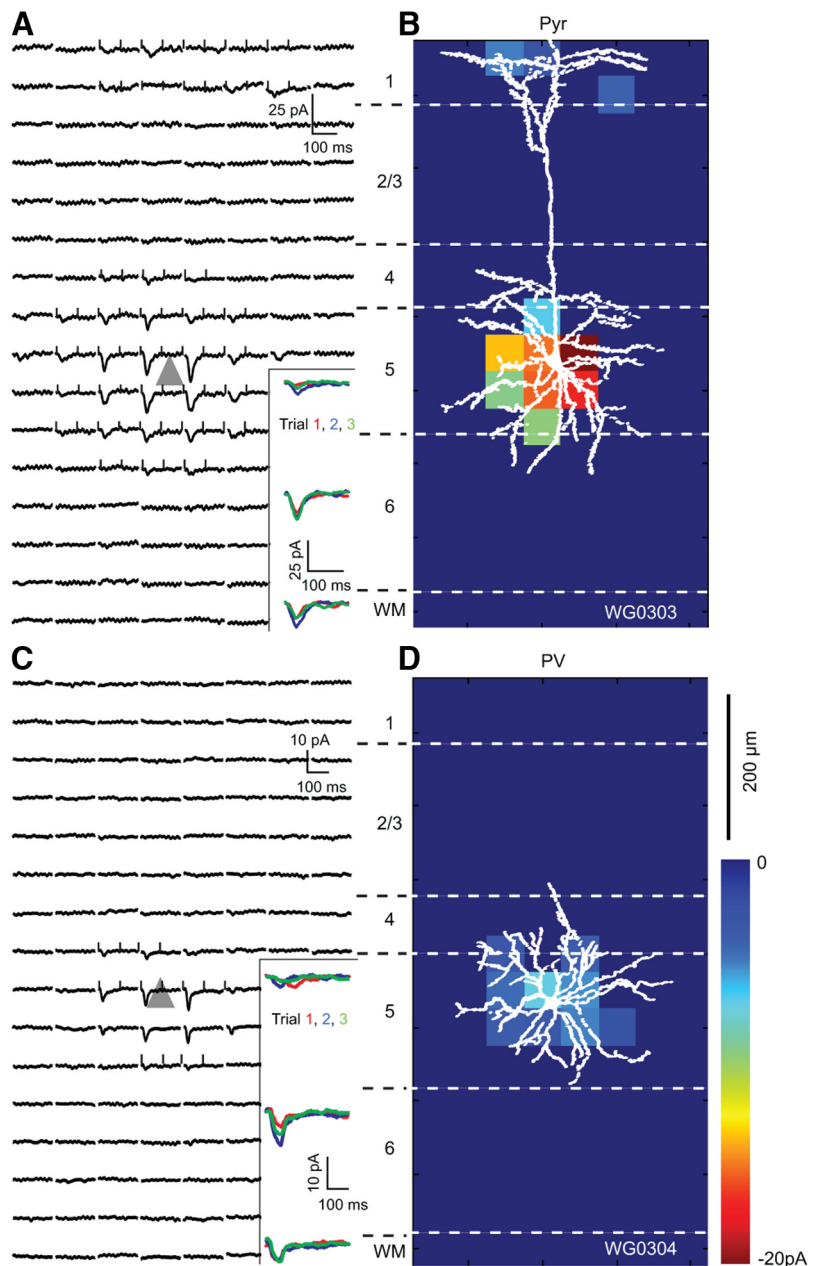 A
B
Pyr
25 pA
100 ms
1
2/3
4
5
6
WM
Trial 1, 2, 3
25 pA
100 ms
WG0303
C
D
PV
10 pA
100 ms
1
2/3
4
5
6
WM
Trial 1, 2, 3
10 pA
100 ms
WG0304
200 µm
0
-20pA